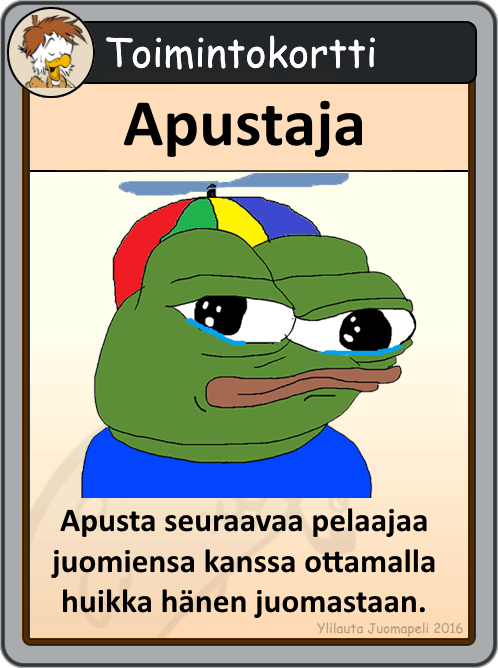 Toimintokortti
Apustaja
Apusta seuraavaa pelaajaa
juomiensa kanssa ottamalla
huikka hänen juomastaan.
Ylilauta Juomapeli 2016